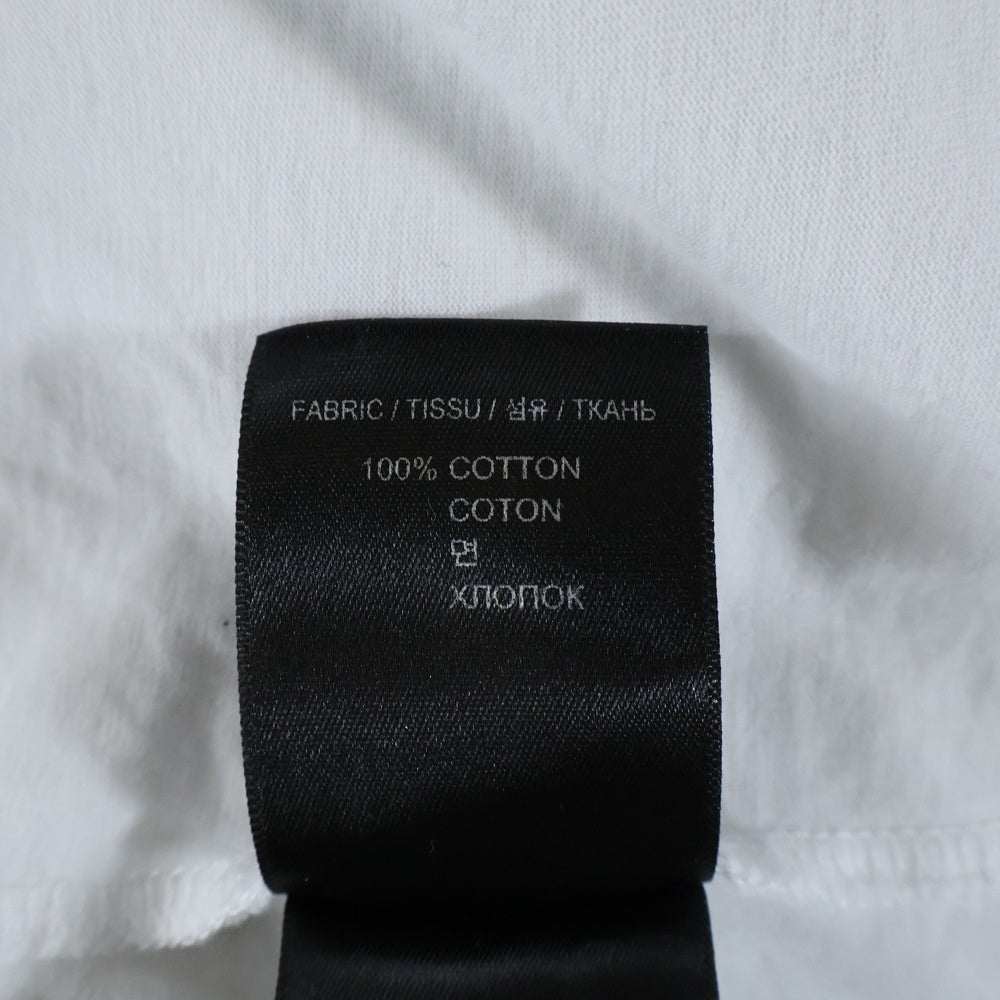 FABRIC / TISSU / 섬유 / ТКАНЬ
100% COTTON
COTON
면
ХЛОПОК